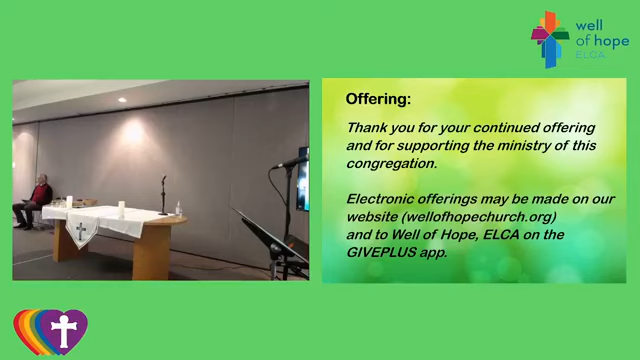 well
of hope
ELCA
Offering:
Thank you for your continued offering
and for supporting the ministry of this
congregation.
Electronic offerings may be made on our
website (wellofhopechurch.org)
and to Well of Hope, ELCA on the
GIVEPLUS app.